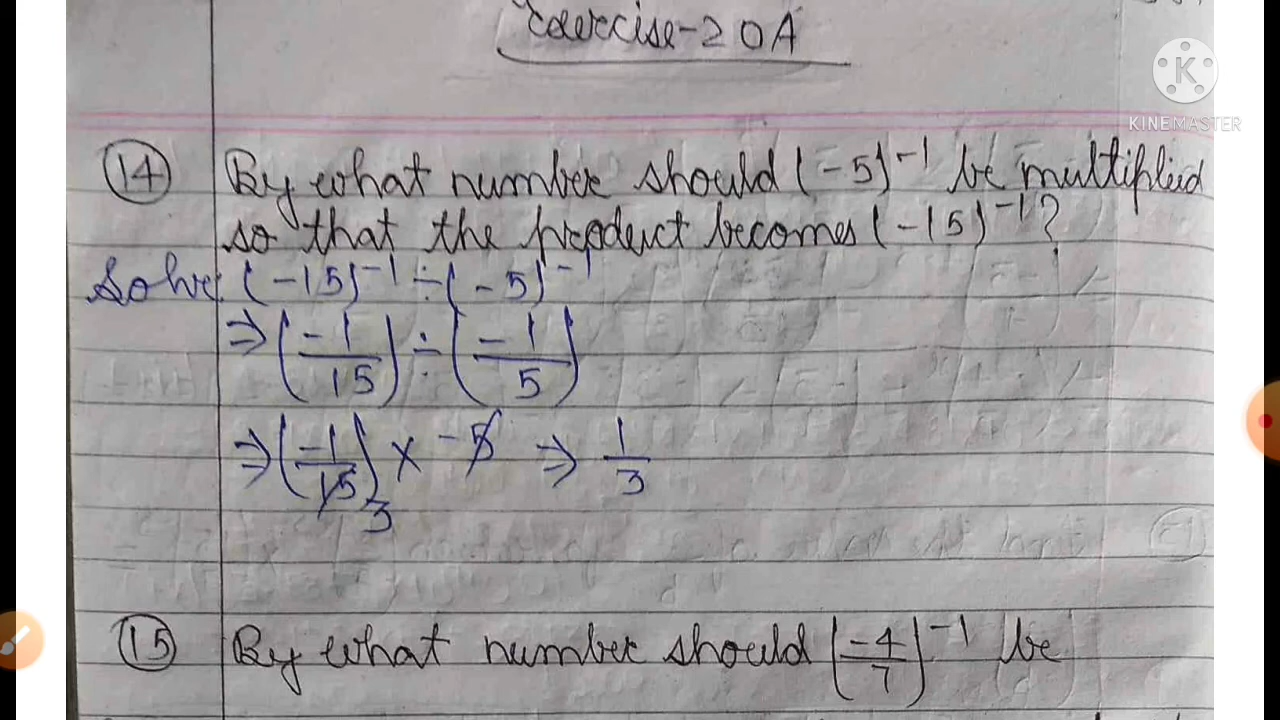 Exercise-20A
K
KINEMASTER
(14) By what number should (-5)^-1 be multiplied
so that the product becomes (-15)^-1?
Solve (-15)^-1 ÷ (-5)^-1
⇒ (-1/15) ÷ (-1/5)
⇒ (-1/15) 3 × -5 ⇒ 1/3
(15) By what number should (-4/7)^-1 be